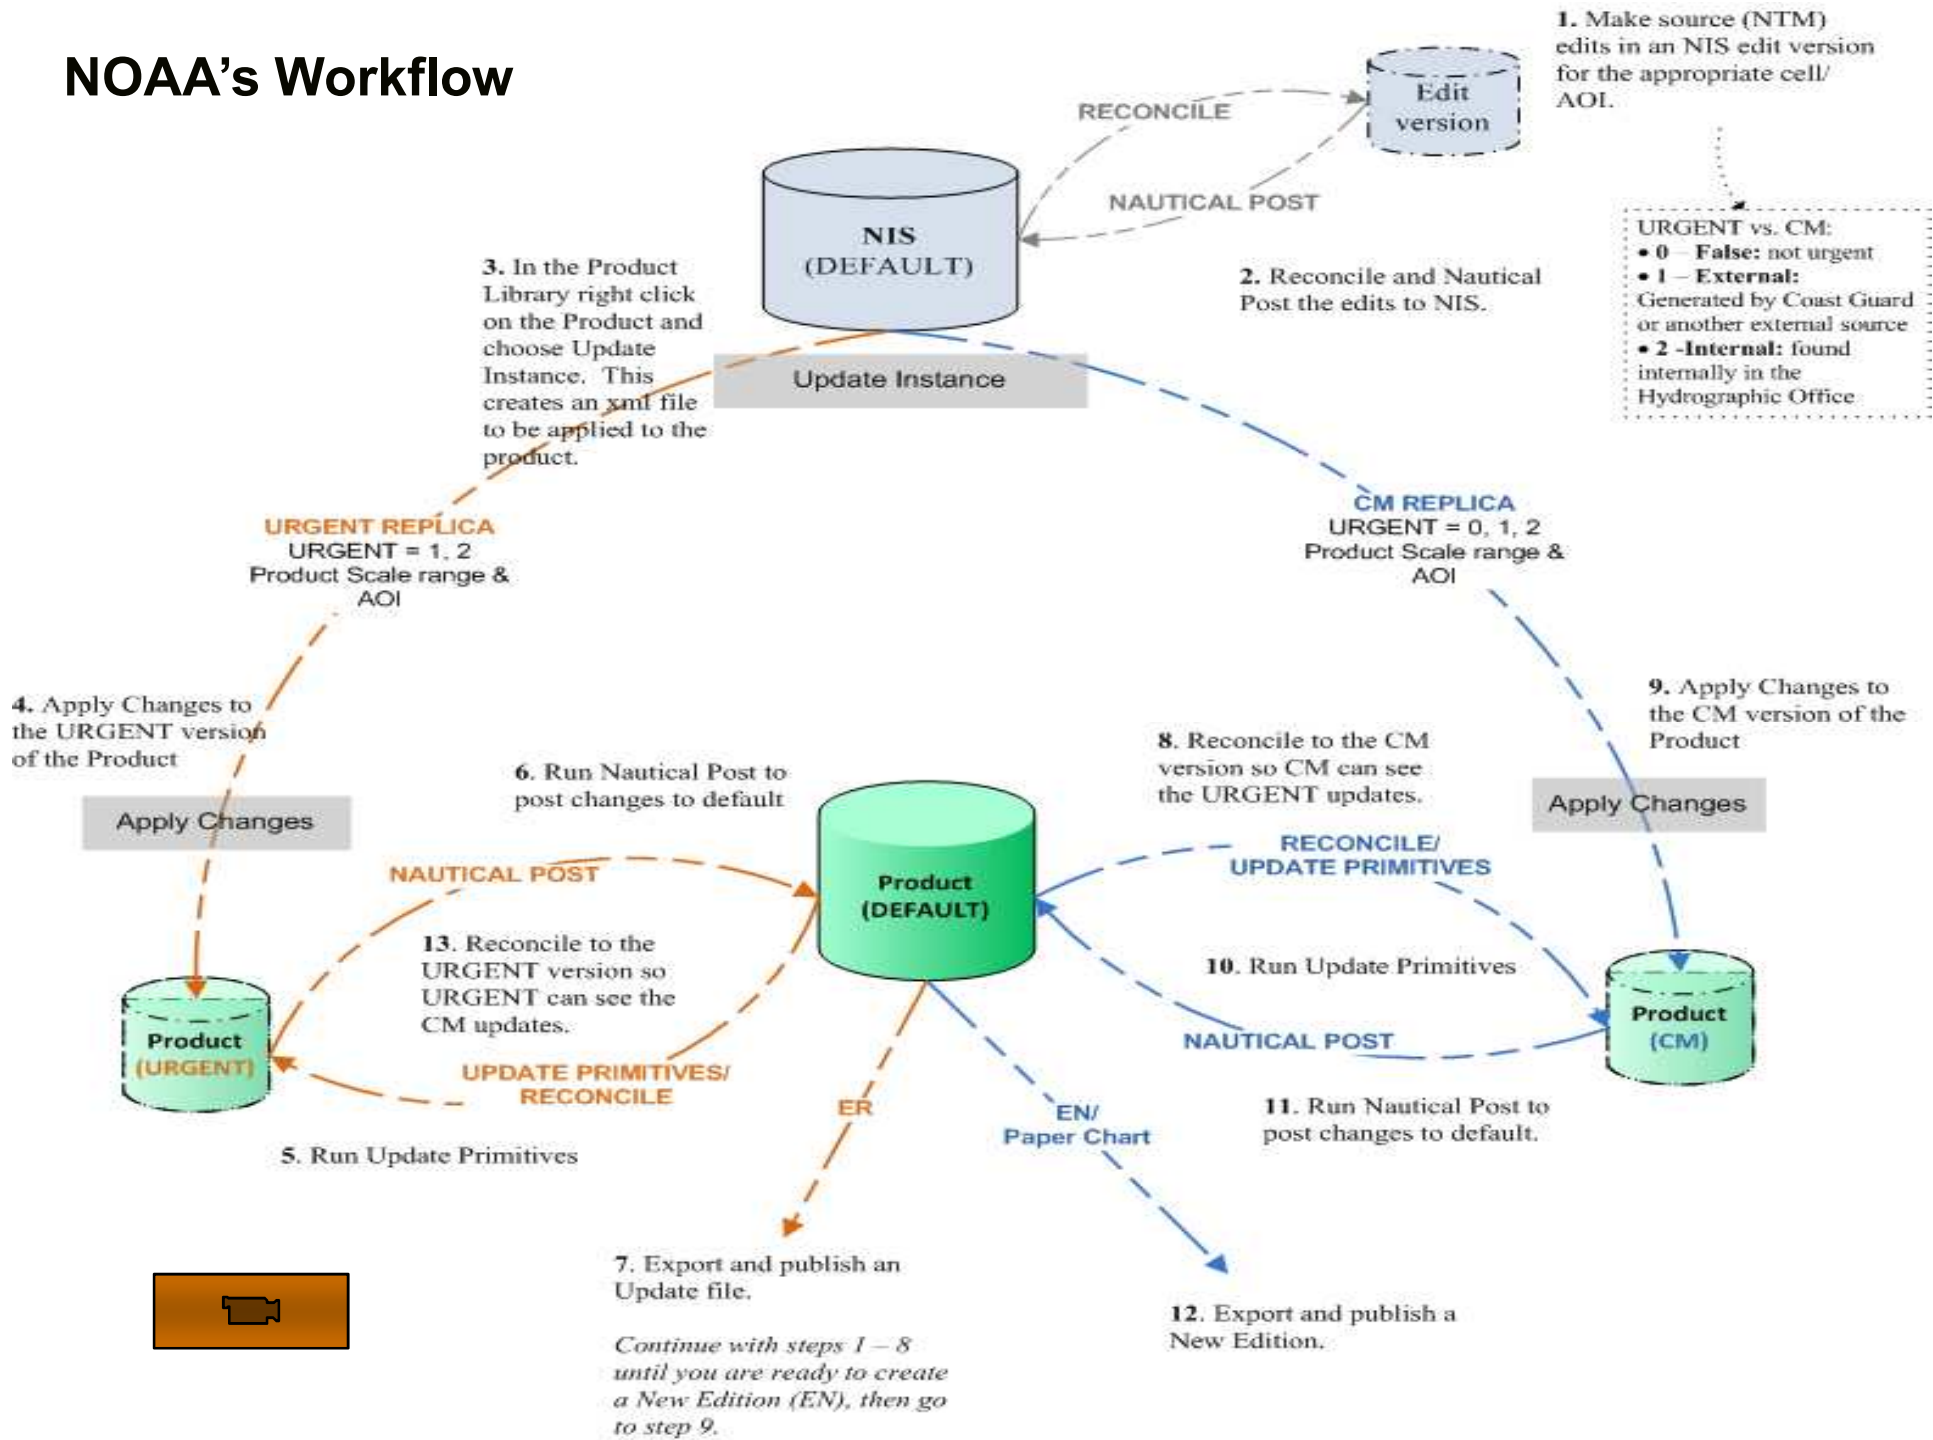 NOAA's Workflow
1. Make source (NTM)
edits in an NIS edit version
for the appropriate cell/
AOI.
Edit
version
RECONCILE
NAUTICAL POST
NIS
(DEFAULT)
URGENT vs. CM:
• 0 – False: not urgent
• 1 – External:
Generated by Coast Guard
or another external source
• 2 -Internal: found
internally in the
Hydrographic Office
2. Reconcile and Nautical
Post the edits to NIS.
3. In the Product
Library right click
on the Product and
choose Update
Instance. This
creates an xml file
to be applied to the
product.
Update Instance
URGENT REPLICA
URGENT = 1, 2
Product Scale range &
AOI
CM REPLICA
URGENT = 0, 1, 2
Product Scale range &
AOI
4. Apply Changes to
the URGENT version
of the Product
Apply Changes
6. Run Nautical Post to
post changes to default
8. Reconcile to the CM
version so CM can see
the URGENT updates.
9. Apply Changes to
the CM version of the
Product
Apply Changes
NAUTICAL POST
Product
(DEFAULT)
RECONCILE/
UPDATE PRIMITIVES
13. Reconcile to the
URGENT version so
URGENT can see the
CM updates.
10. Run Update Primitives
Product
(URGENT)
Product
(CM)
UPDATE PRIMITIVES/
RECONCILE
NAUTICAL POST
5. Run Update Primitives
ER
EN/
Paper Chart
11. Run Nautical Post to
post changes to default.
7. Export and publish an
Update file.
Continue with steps 1 – 8
until you are ready to create
a New Edition (EN), then go
to step 9.
12. Export and publish a
New Edition.